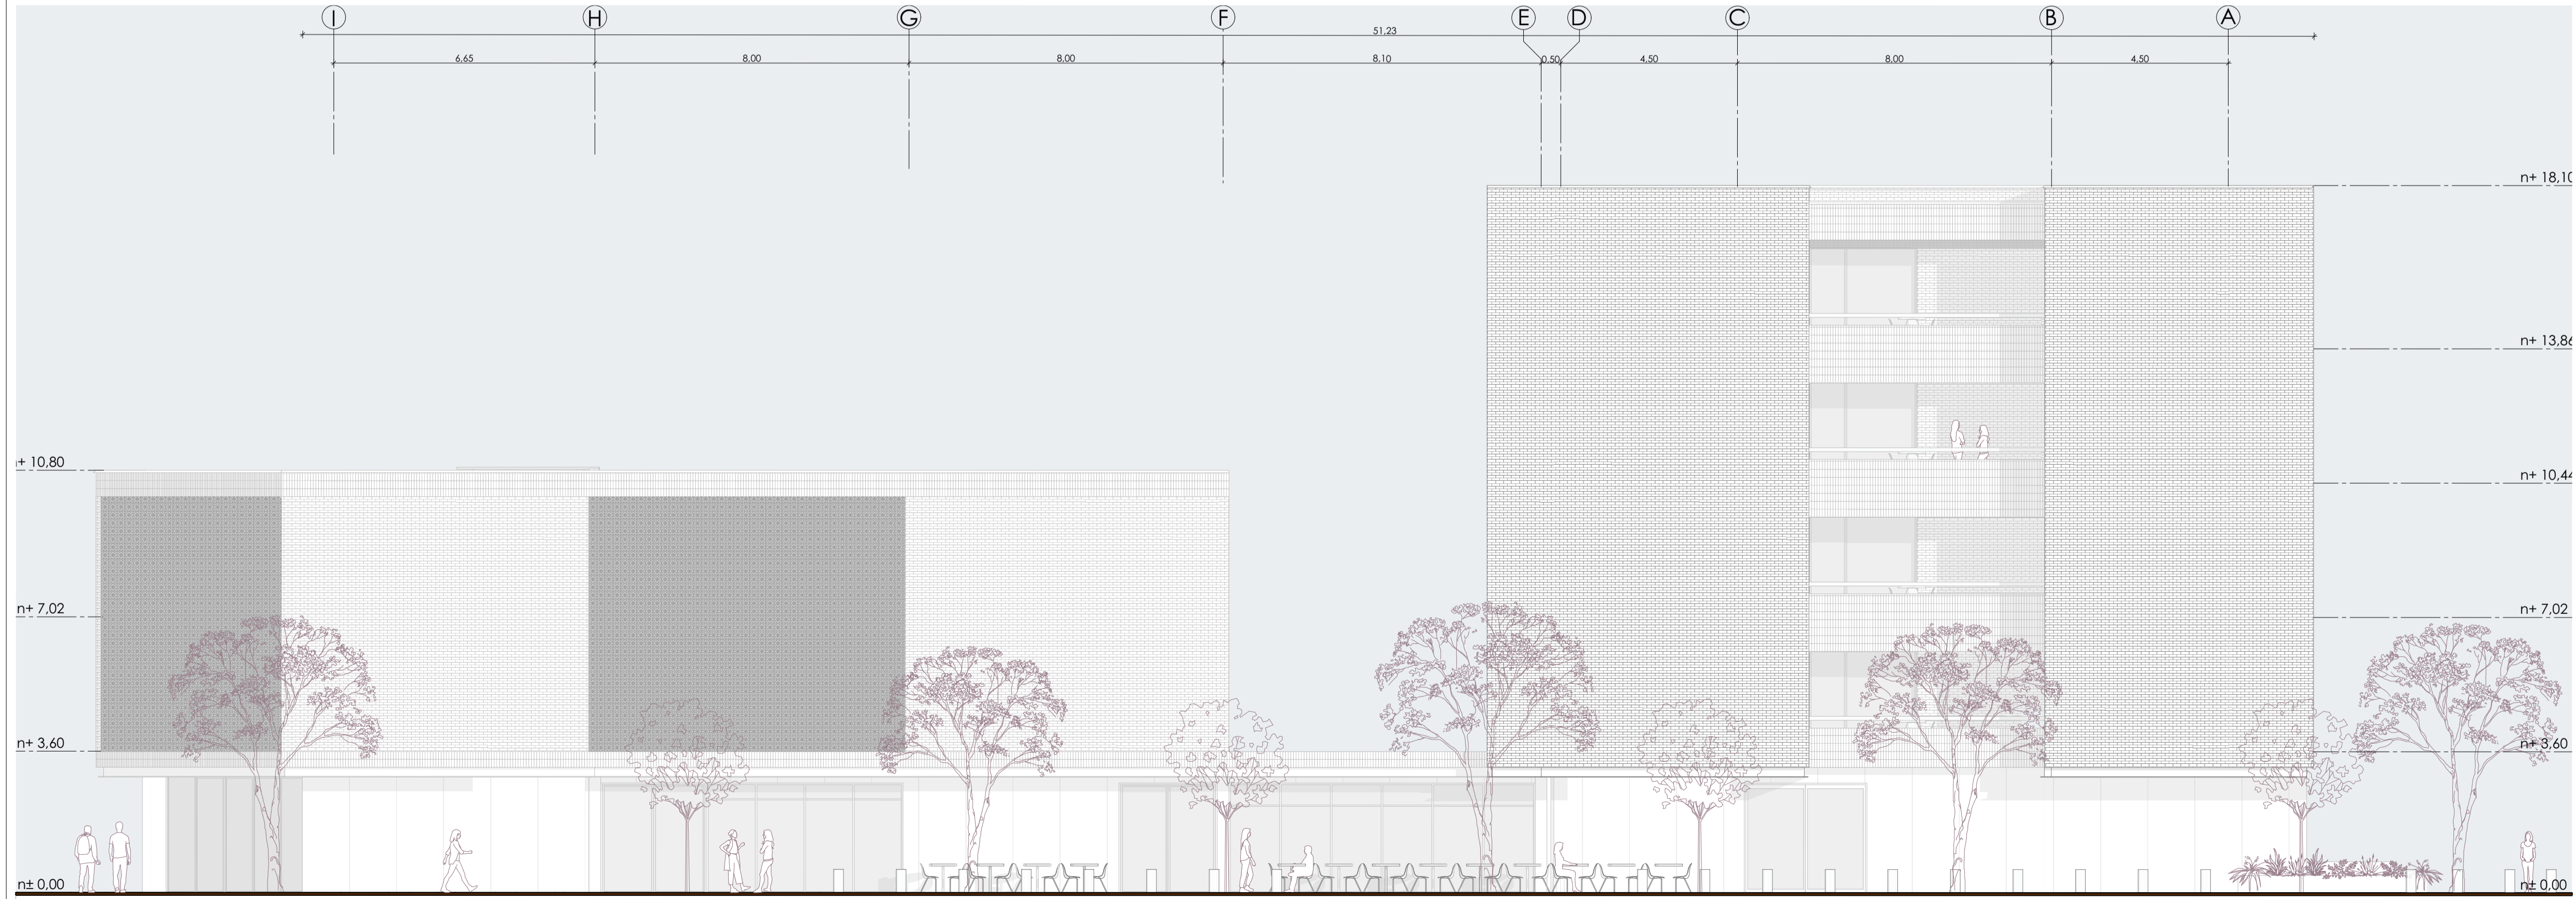 I H G F E D C B A
51,23
6,65 8,00 8,00 8,10 0,50 4,50 8,00 4,50
n+ 18,10
n+ 13,86
+ 10,80
n+ 10,44
n+ 7,02 n+ 7,02
n+ 3,60 n+ 3,60
n± 0,00 n± 0,00